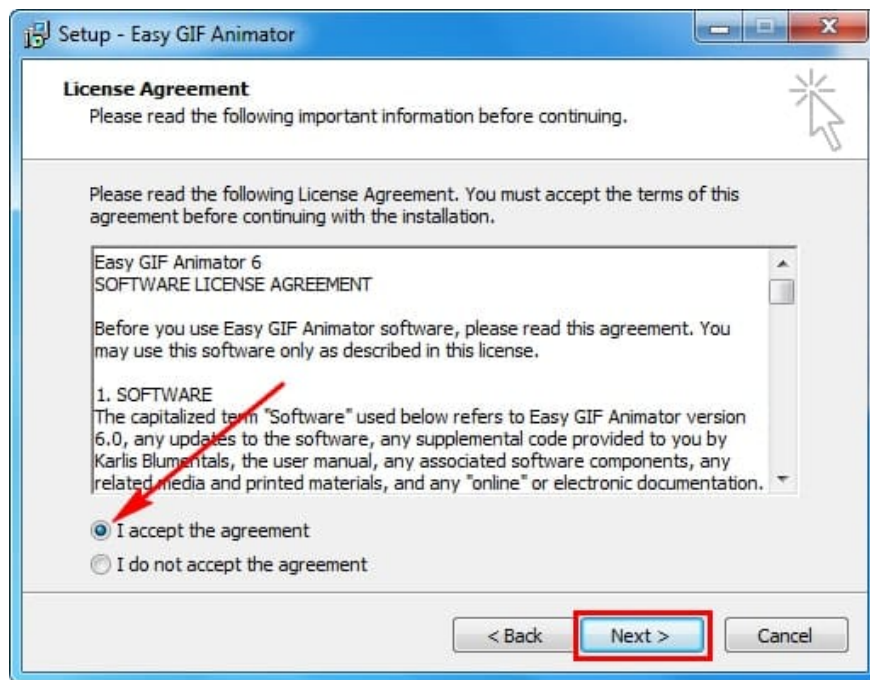 Setup - Easy GIF Animator
License Agreement
Please read the following important information before continuing.
Please read the following License Agreement. You must accept the terms of this
agreement before continuing with the installation.
Easy GIF Animator 6
SOFTWARE LICENSE AGREEMENT
Before you use Easy GIF Animator software, please read this agreement. You
may use this software only as described in this license.
1. SOFTWARE
The capitalized term "Software" used below refers to Easy GIF Animator version
6.0, any updates to the software, any supplemental code provided to you by
Karlis Blumentals, the user manual, any associated software components, any
related media and printed materials, and any "online" or electronic documentation.
I accept the agreement
I do not accept the agreement
< Back
Next >
Cancel